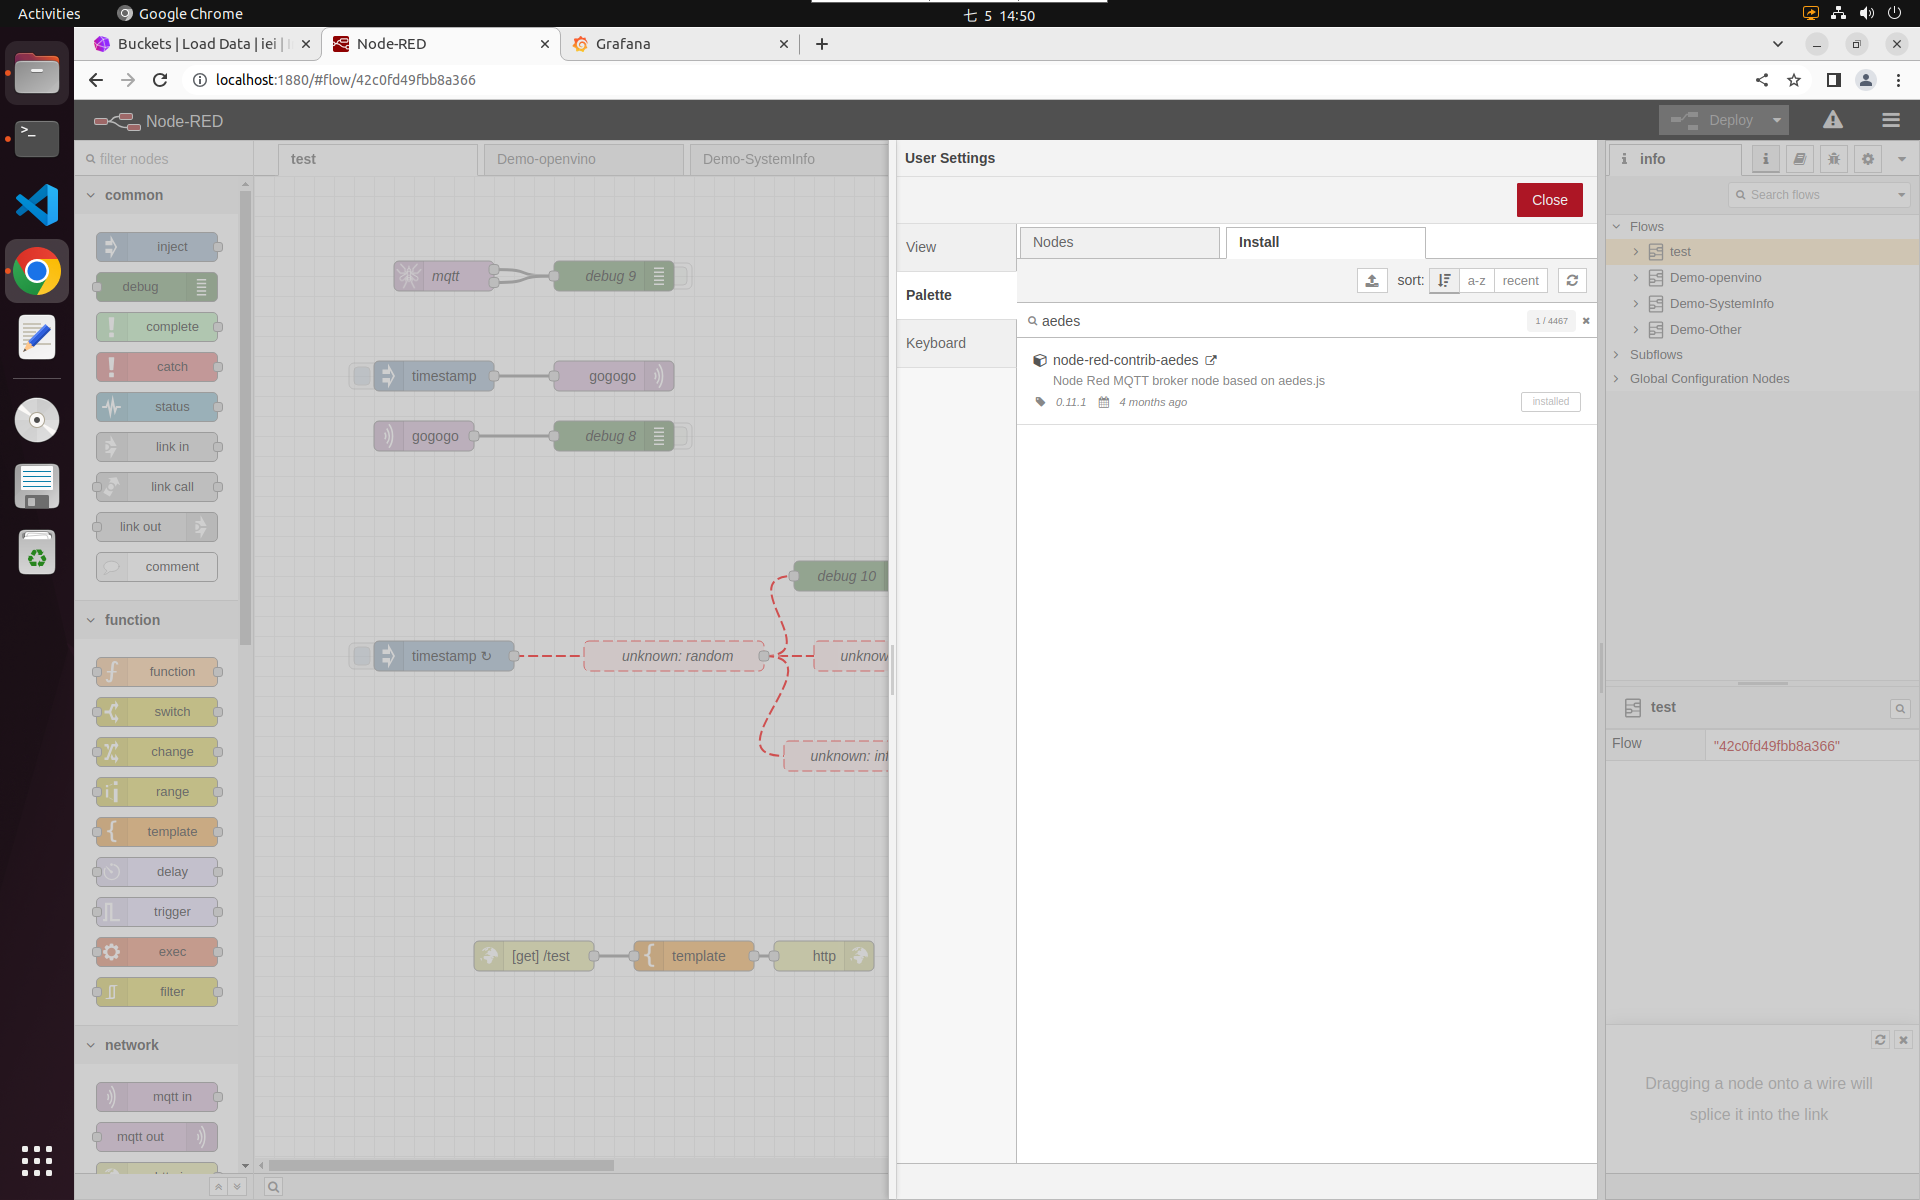 Activities
Google Chrome
七 5 14:50
Buckets | Load Data | iei |
Node-RED
Grafana
localhost:1880/#flow/42c0fd49fbb8a366
Node-RED
Deploy
filter nodes
test
Demo-openvino
Demo-SystemInfo
User Settings
info
Close
Search flows
common
View
Nodes
Install
Flows
inject
mqtt
debug 9
sort:
a-z
recent
test
Demo-openvino
debug
Palette
Demo-SystemInfo
complete
aedes
1 / 4467
Demo-Other
Keyboard
Subflows
catch
timestamp
gogogo
node-red-contrib-aedes
Node Red MQTT broker node based on aedes.js
Global Configuration Nodes
status
0.11.1
4 months ago
installed
link in
gogogo
debug 8
link call
link out
comment
debug 10
function
timestamp ↻
unknown: random
unknow
function
switch
test
change
unknown: inf
Flow
"42c0fd49fbb8a366"
range
template
delay
trigger
exec
[get] /test
template
http
filter
network
mqtt in
Dragging a node onto a wire will
splice it into the link
mqtt out